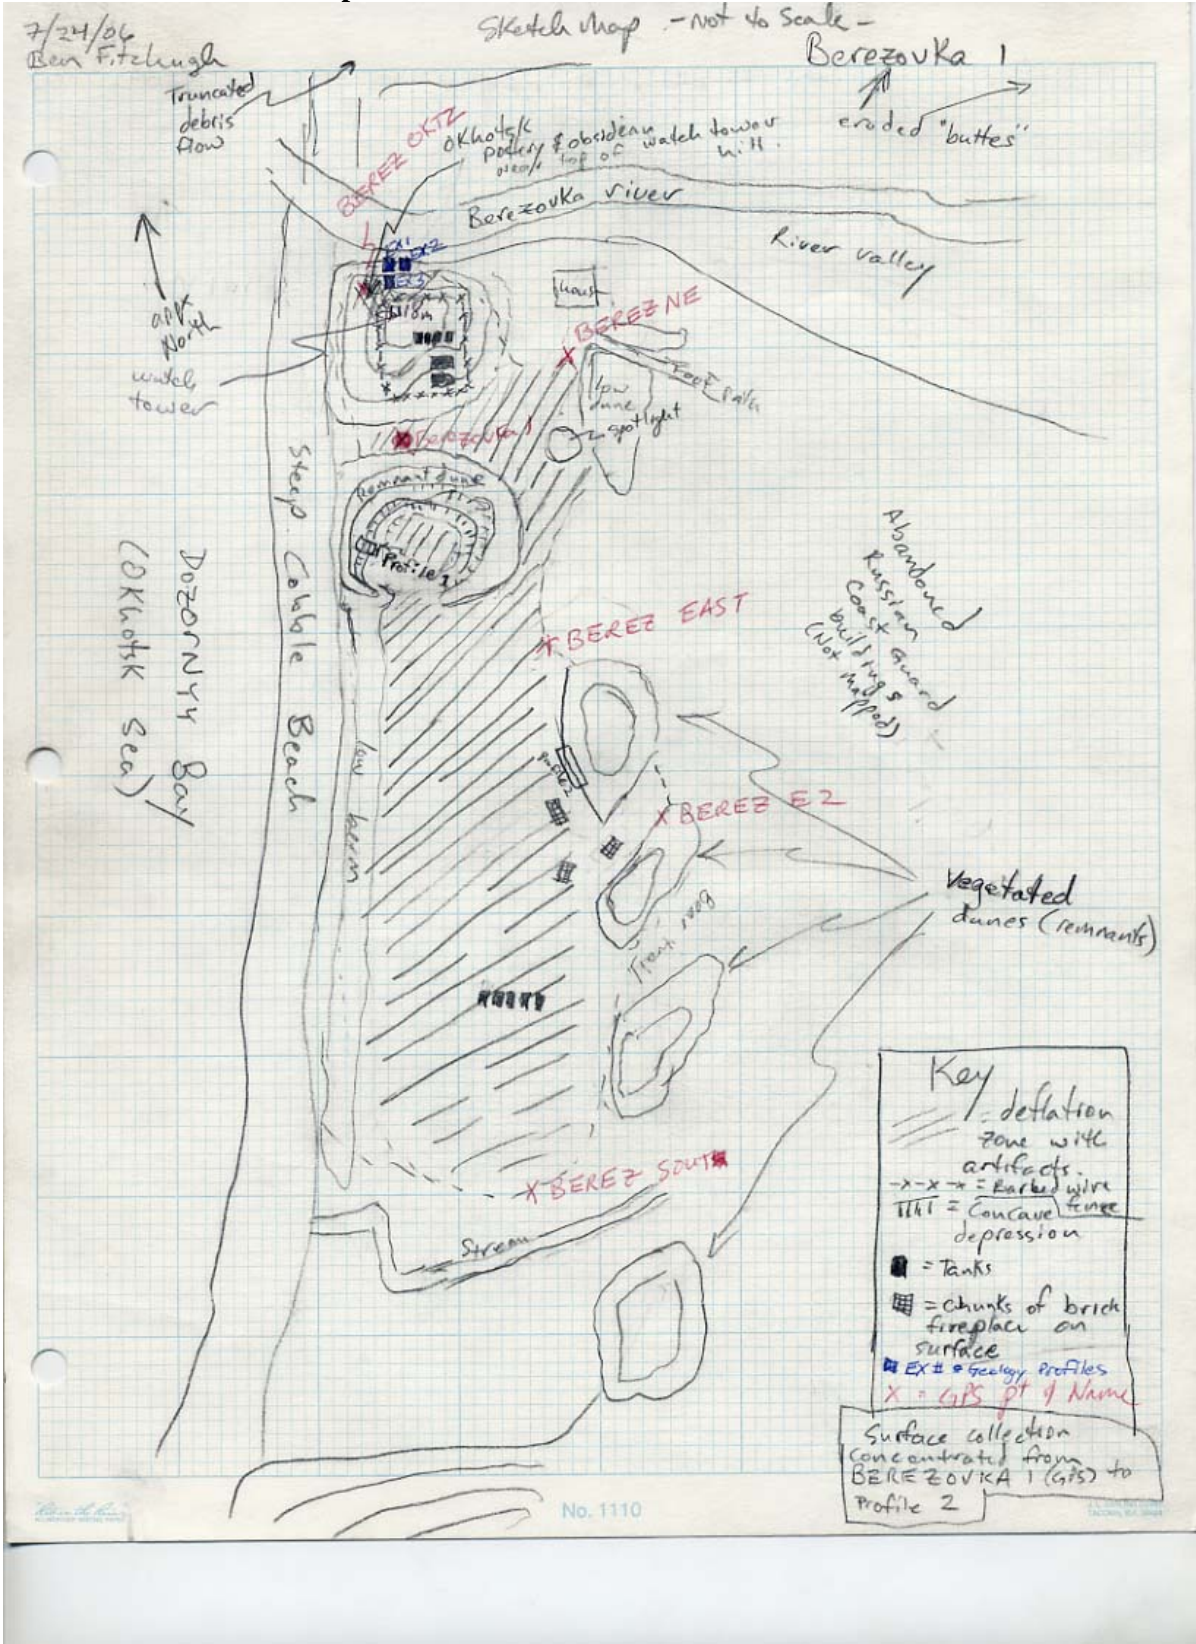 7/24/06
Ben Fitzhugh
Sketch Map - Not to Scale -
Berezovka 1
Truncated
debris
flow
eroded "buttes"
BEREZ OKTZ
OKhotsk
pottery & obsidian
top of watch tower
hill.
Berezovka river
River valley
EX1
EX2
EX3
North
18m
house
BEREZ NE
watch
tower
low
dune
foot path
spotlight
Berezovka 1
remnant dune
Profile 1
Steep Cobble Beach
DOZORNYY Bay
(OKhotsk Sea)
Abandoned
Russian
Coast Guard
buildings
(Not mapped)
BEREZ EAST
low berm
profile 2
X BEREZ E2
Vegetated
dunes (remnants)
X BEREZ SOUTH
Stream
Key
= deflation
zone with
artifacts.
-x-x-x = Barbed wire
fence
= Concave
depression
= Tanks
= chunks of brick
fireplace on
surface
EX # = Geology Profiles
X = GPS pt & Name
Surface collection
concentrated from
BEREZOVKA 1 (GPS) to
Profile 2
No. 1110